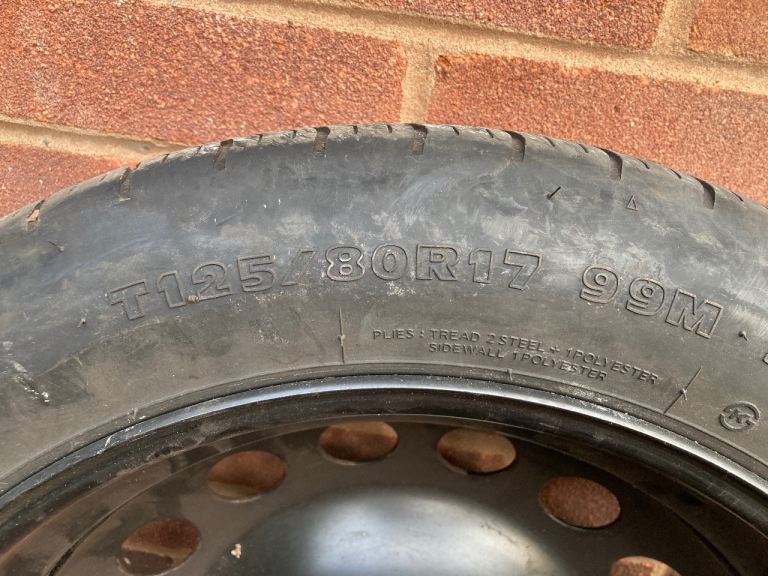 T125/80R17 99M
PLIES : TREAD 2 STEEL + 1 POLYESTER
SIDEWALL 1 POLYESTER